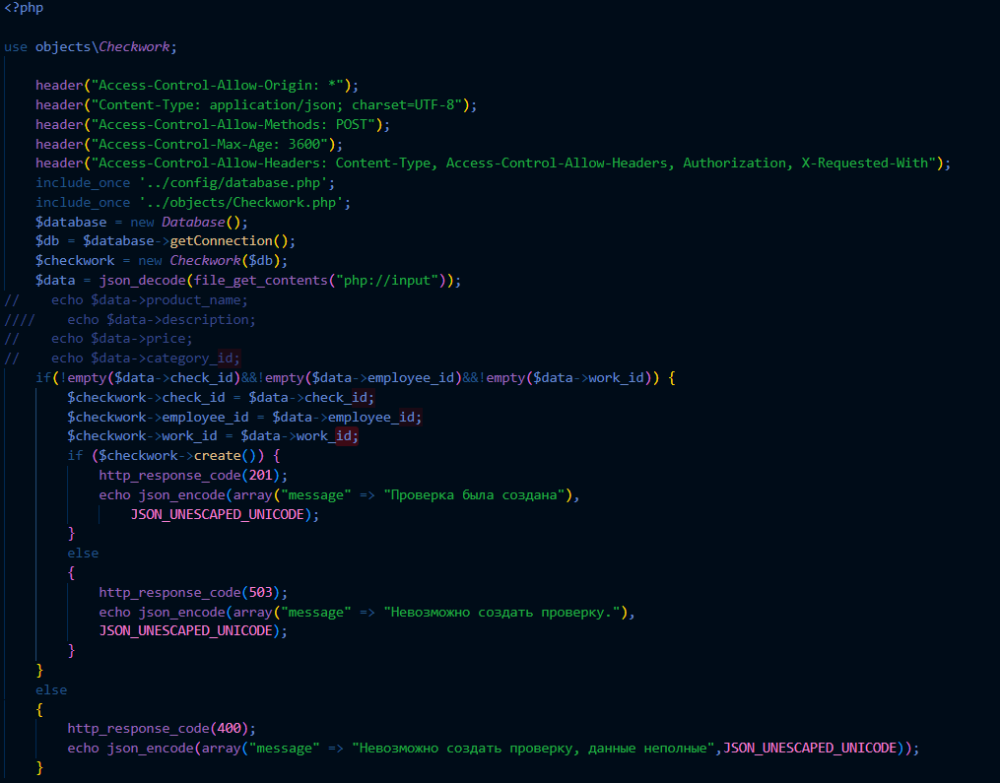 <?php
use objects\Checkwork;
header("Access-Control-Allow-Origin: *");
header("Content-Type: application/json; charset=UTF-8");
header("Access-Control-Allow-Methods: POST");
header("Access-Control-Max-Age: 3600");
header("Access-Control-Allow-Headers: Content-Type, Access-Control-Allow-Headers, Authorization, X-Requested-With");
include_once '../config/database.php';
include_once '../objects/Checkwork.php';
$database = new Database();
$db = $database->getConnection();
$checkwork = new Checkwork($db);
$data = json_decode(file_get_contents("php://input"));
//    echo $data->product_name;
////    echo $data->description;
//    echo $data->price;
//    echo $data->category_id;
if(!empty($data->check_id)&&!empty($data->employee_id)&&!empty($data->work_id)) {
$checkwork->check_id = $data->check_id;
$checkwork->employee_id = $data->employee_id;
$checkwork->work_id = $data->work_id;
if ($checkwork->create()) {
http_response_code(201);
echo json_encode(array("message" => "Проверка была создана"),
JSON_UNESCAPED_UNICODE);
}
else
{
http_response_code(503);
echo json_encode(array("message" => "Невозможно создать проверку."),
JSON_UNESCAPED_UNICODE);
}
}
else
{
http_response_code(400);
echo json_encode(array("message" => "Невозможно создать проверку, данные неполные",JSON_UNESCAPED_UNICODE));
}